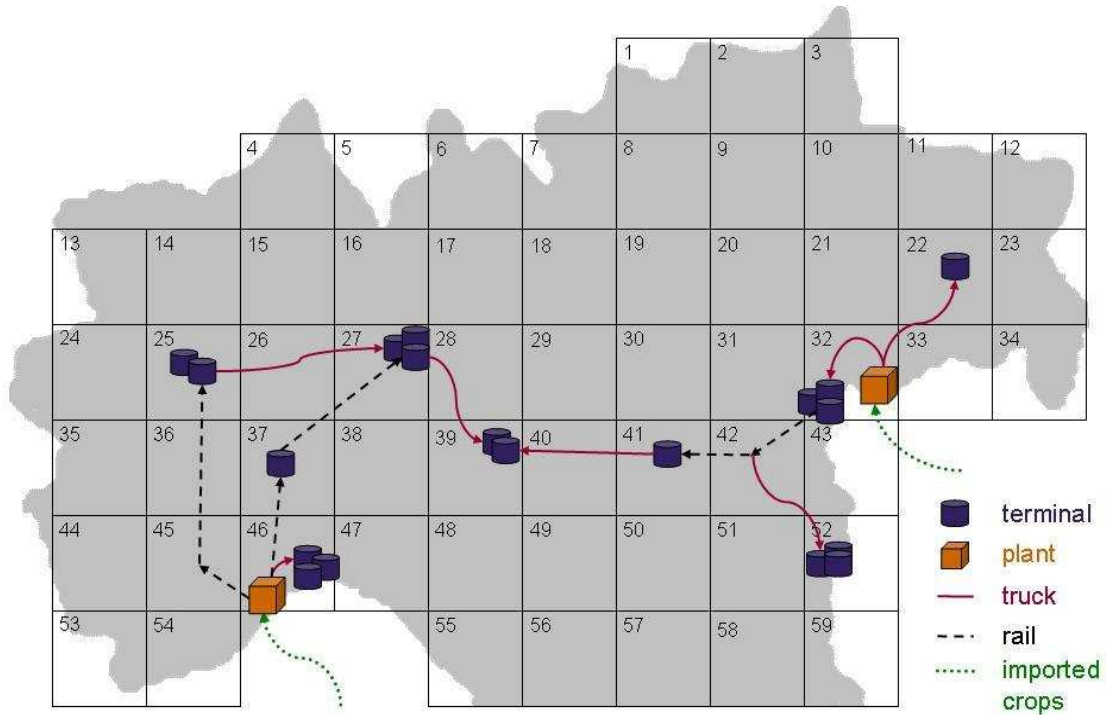 1 2 3
4 5 6 7 8 9 10 11 12
13 14 15 16 17 18 19 20 21 22 23
24 25 26 27 28 29 30 31 32 33 34
35 36 37 38 39 40 41 42 43
44 45 46 47 48 49 50 51 52
53 54 55 56 57 58 59
terminal
plant
truck
rail
imported
crops